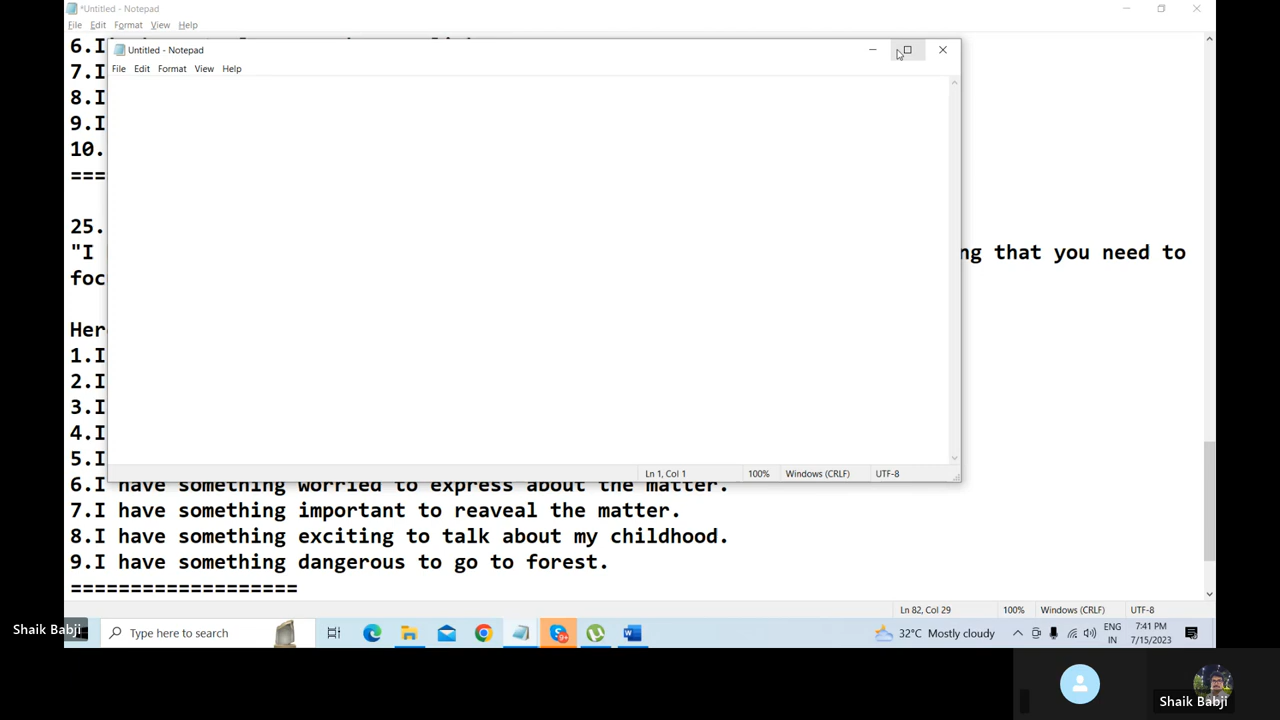 *Untitled - Notepad
File Edit Format View Help
6.I
Untitled - Notepad
7.I
File Edit Format View Help
8.I
9.I
10.
===
25.
"I ng that you need to
foc
Her
1.I
2.I
3.I
4.I
5.I
Ln 1, Col 1 100% Windows (CRLF) UTF-8
6.I have something worried to express about the matter.
7.I have something important to reaveal the matter.
8.I have something exciting to talk about my childhood.
9.I have something dangerous to go to forest.
===================
Ln 82, Col 29 100% Windows (CRLF) UTF-8
Shaik Babji
Type here to search
32°C Mostly cloudy
ENG
IN
7:41 PM
7/15/2023
Shaik Babji